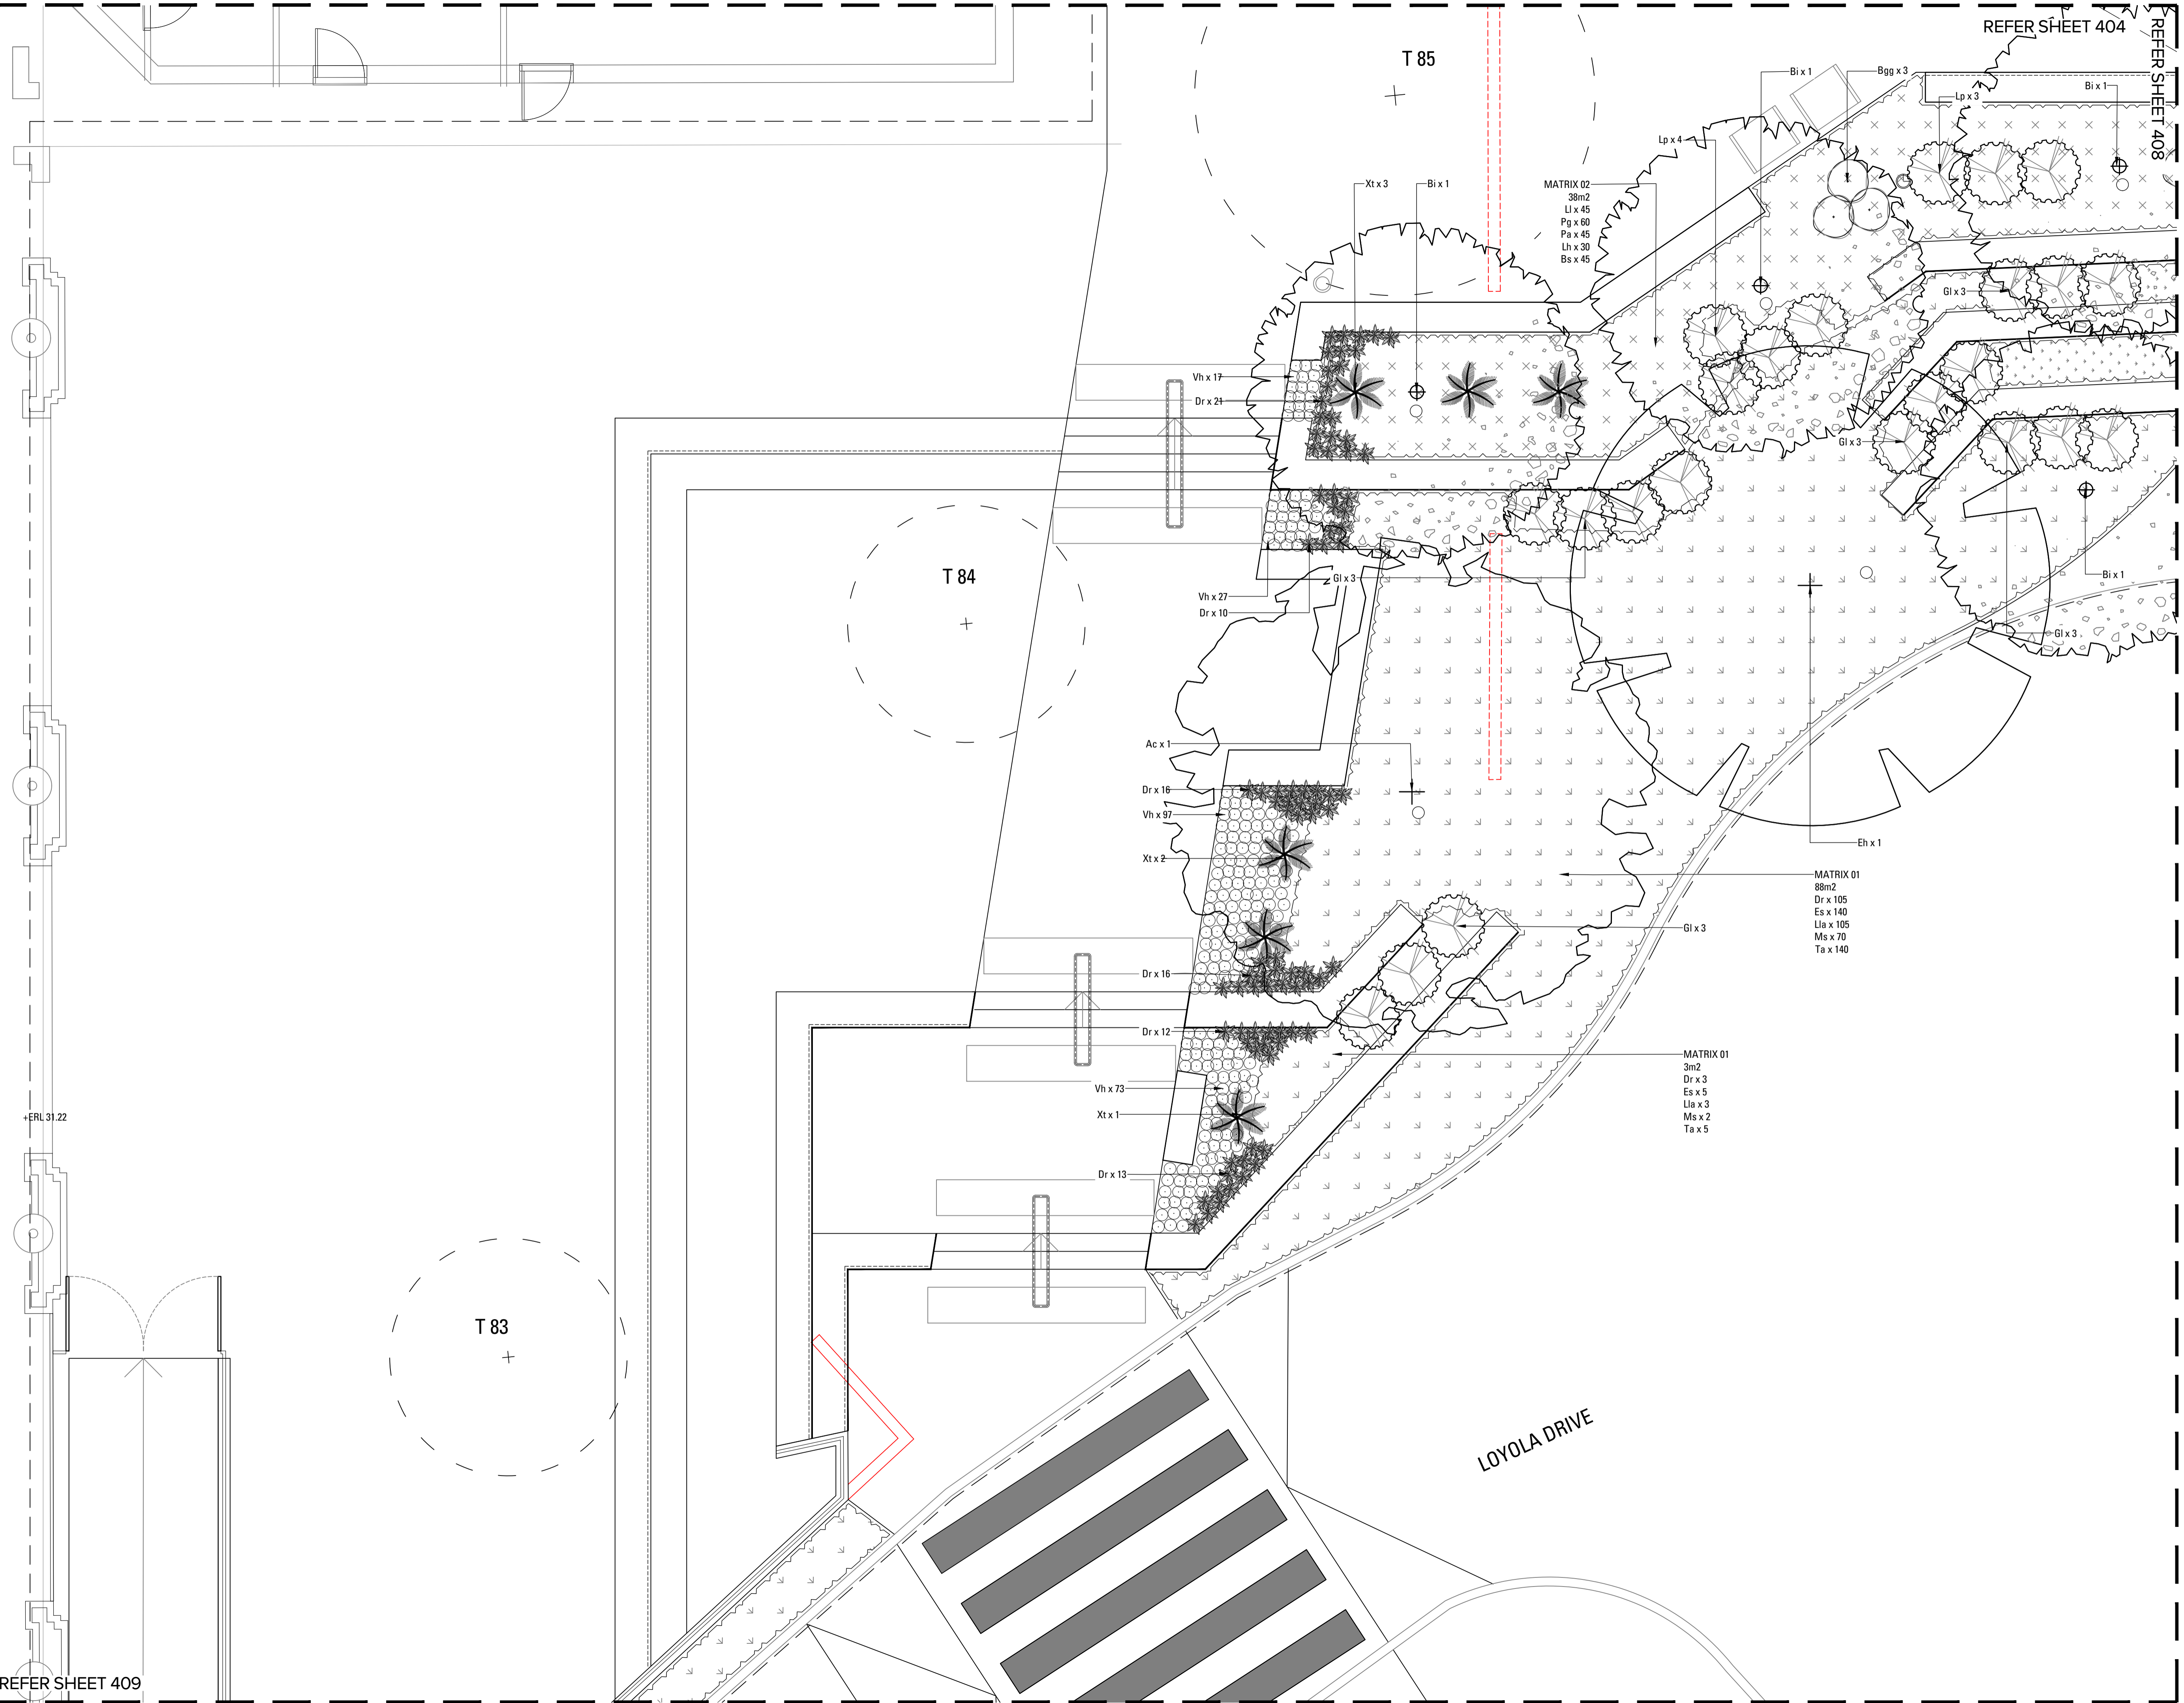 REFER SHEET 404
REFER SHEET 408
T 85
Bi x 1
Bgg x 3
Lp x 3
Bi x 1
Lp x 4
Xt x 3
Bi x 1
MATRIX 02
38m2
Ll x 45
Pg x 60
Pa x 45
Lh x 30
Bs x 45
Gl x 3
Vh x 17
Dr x 21
Gl x 3
T 84
Gl x 3
Bi x 1
Vh x 27
Dr x 10
Gl x 3
Ac x 1
Dr x 16
Vh x 97
Xt x 2
Eh x 1
MATRIX 01
88m2
Dr x 105
Es x 140
Lla x 105
Ms x 70
Ta x 140
Gl x 3
Dr x 16
Dr x 12
MATRIX 01
3m2
Dr x 3
Es x 5
Lla x 3
Ms x 2
Ta x 5
Vh x 73
Xt x 1
+ERL 31.22
Dr x 13
T 83
LOYOLA DRIVE
REFER SHEET 409